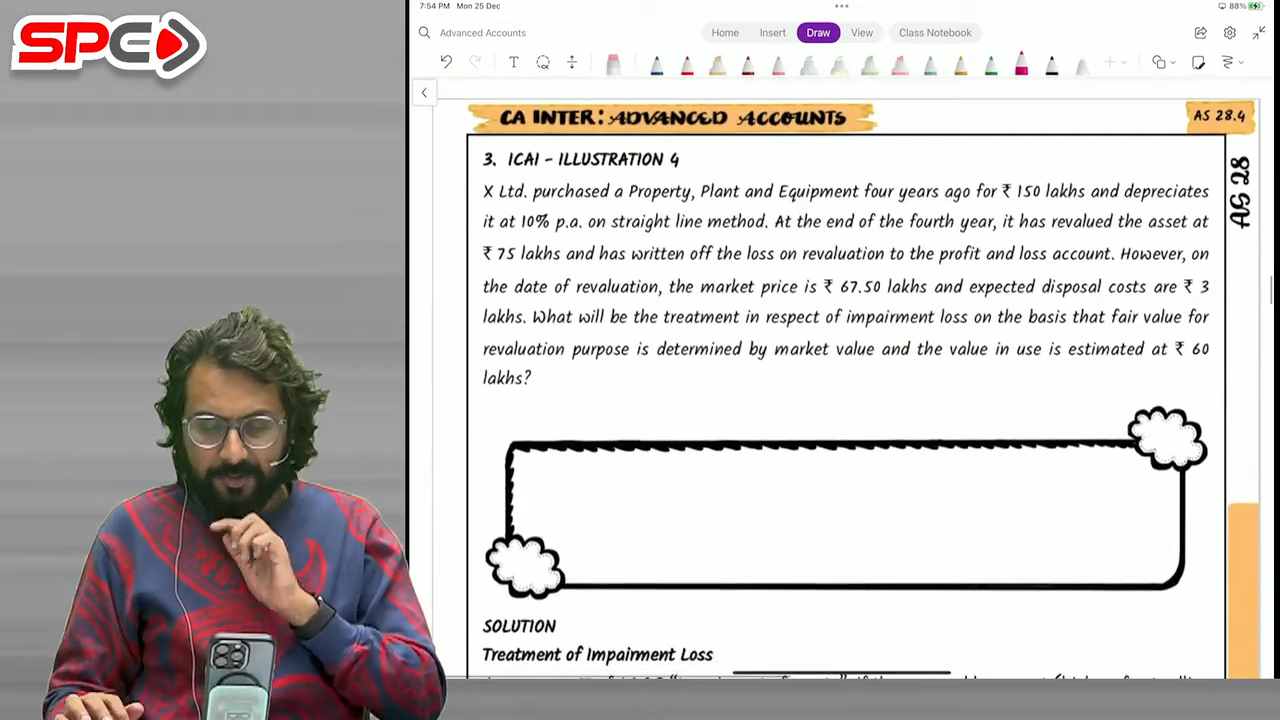 SPED
7:54 PM Mon 25 Dec
88%
Advanced Accounts
Home Insert Draw View Class Notebook
CA INTER: ADVANCED ACCOUNTS
AS 28.4
AS 28
3. ICAI - ILLUSTRATION 4
X Ltd. purchased a Property, Plant and Equipment four years ago for ₹ 150 lakhs and depreciates
it at 10% p.a. on straight line method. At the end of the fourth year, it has revalued the asset at
₹ 75 lakhs and has written off the loss on revaluation to the profit and loss account. However, on
the date of revaluation, the market price is ₹ 67.50 lakhs and expected disposal costs are ₹ 3
lakhs. What will be the treatment in respect of impairment loss on the basis that fair value for
revaluation purpose is determined by market value and the value in use is estimated at ₹ 60
lakhs?
SOLUTION
Treatment of Impairment Loss